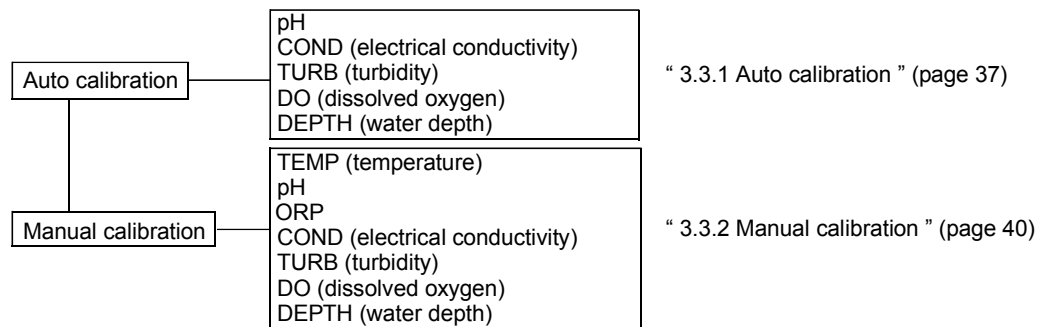 Auto calibration
pH
COND (electrical conductivity)
TURB (turbidity)
DO (dissolved oxygen)
DEPTH (water depth)
“ 3.3.1 Auto calibration ” (page 37)
Manual calibration
TEMP (temperature)
pH
ORP
COND (electrical conductivity)
TURB (turbidity)
DO (dissolved oxygen)
DEPTH (water depth)
“ 3.3.2 Manual calibration ” (page 40)